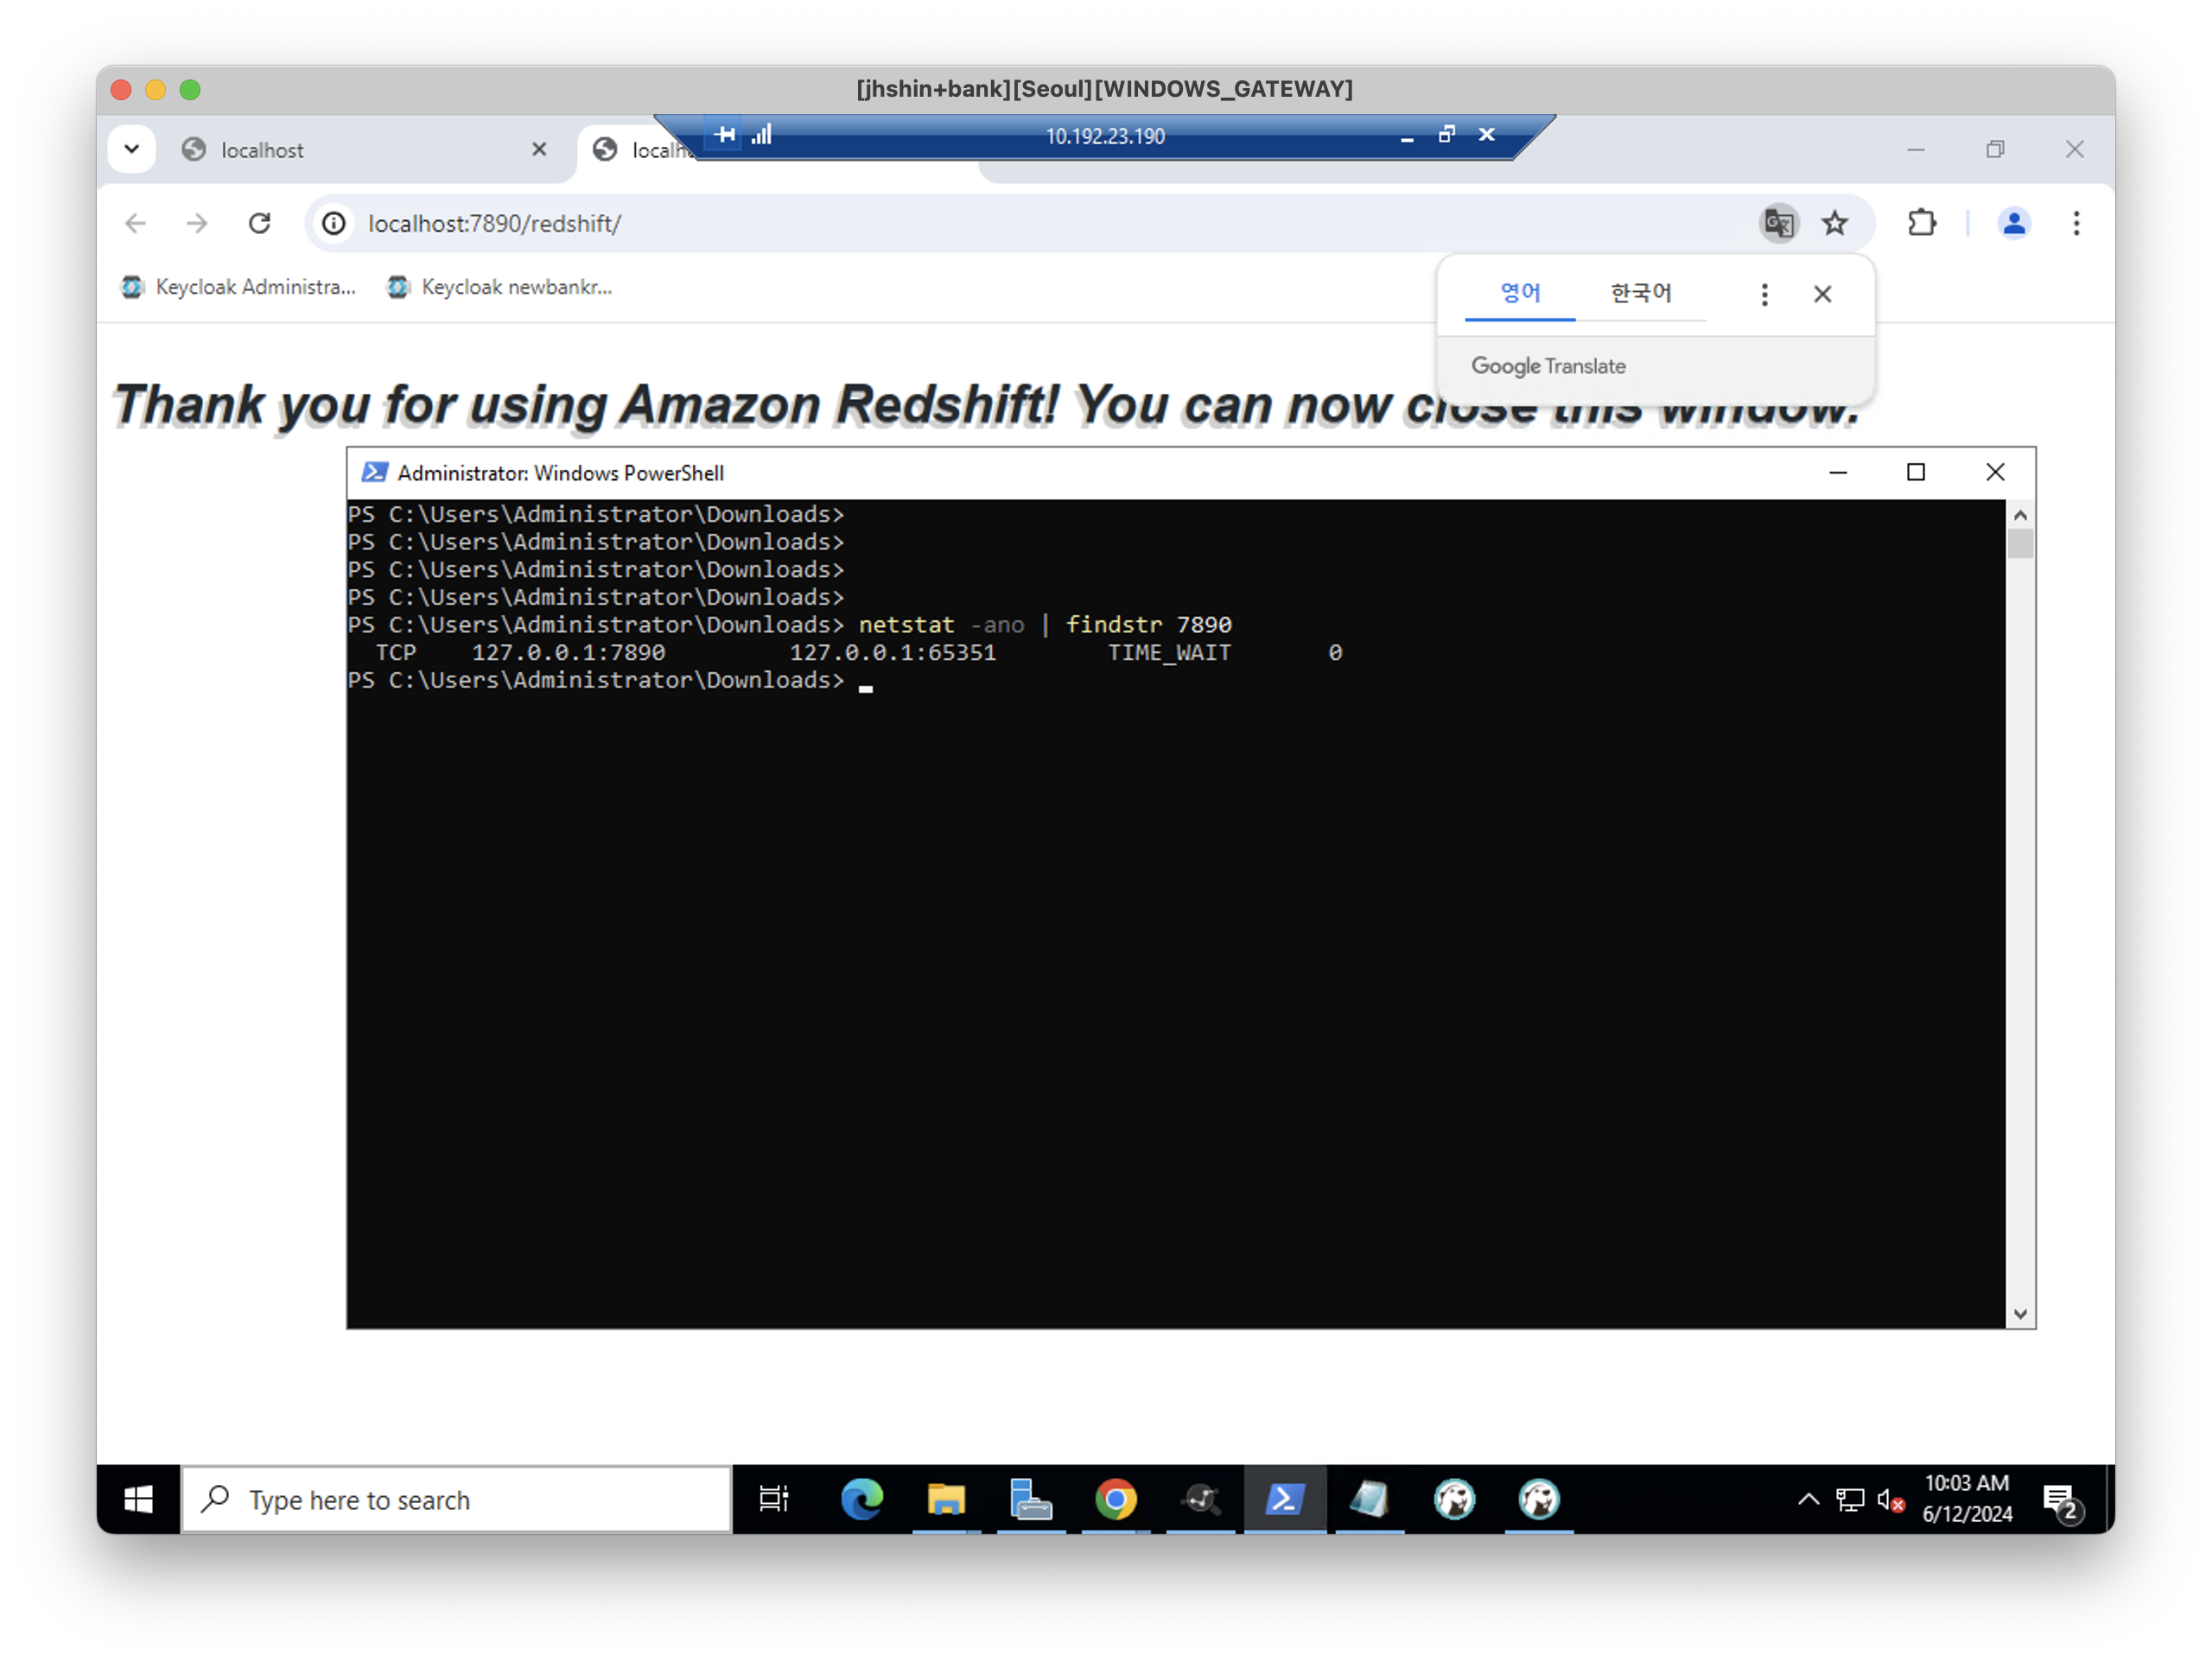 [jhshin+bank][Seoul][WINDOWS_GATEWAY]
localhost
10.192.23.190
localhost:7890/redshift/
Keycloak Administra...
Keycloak newbankr...
영어
한국어
Google Translate
Thank you for using Amazon Redshift! You can now close this window.
Administrator: Windows PowerShell
PS C:\Users\Administrator\Downloads>
PS C:\Users\Administrator\Downloads>
PS C:\Users\Administrator\Downloads>
PS C:\Users\Administrator\Downloads>
PS C:\Users\Administrator\Downloads> netstat -ano | findstr 7890
TCP 127.0.0.1:7890 127.0.0.1:65351 TIME_WAIT 0
PS C:\Users\Administrator\Downloads>
Type here to search
10:03 AM
6/12/2024
2